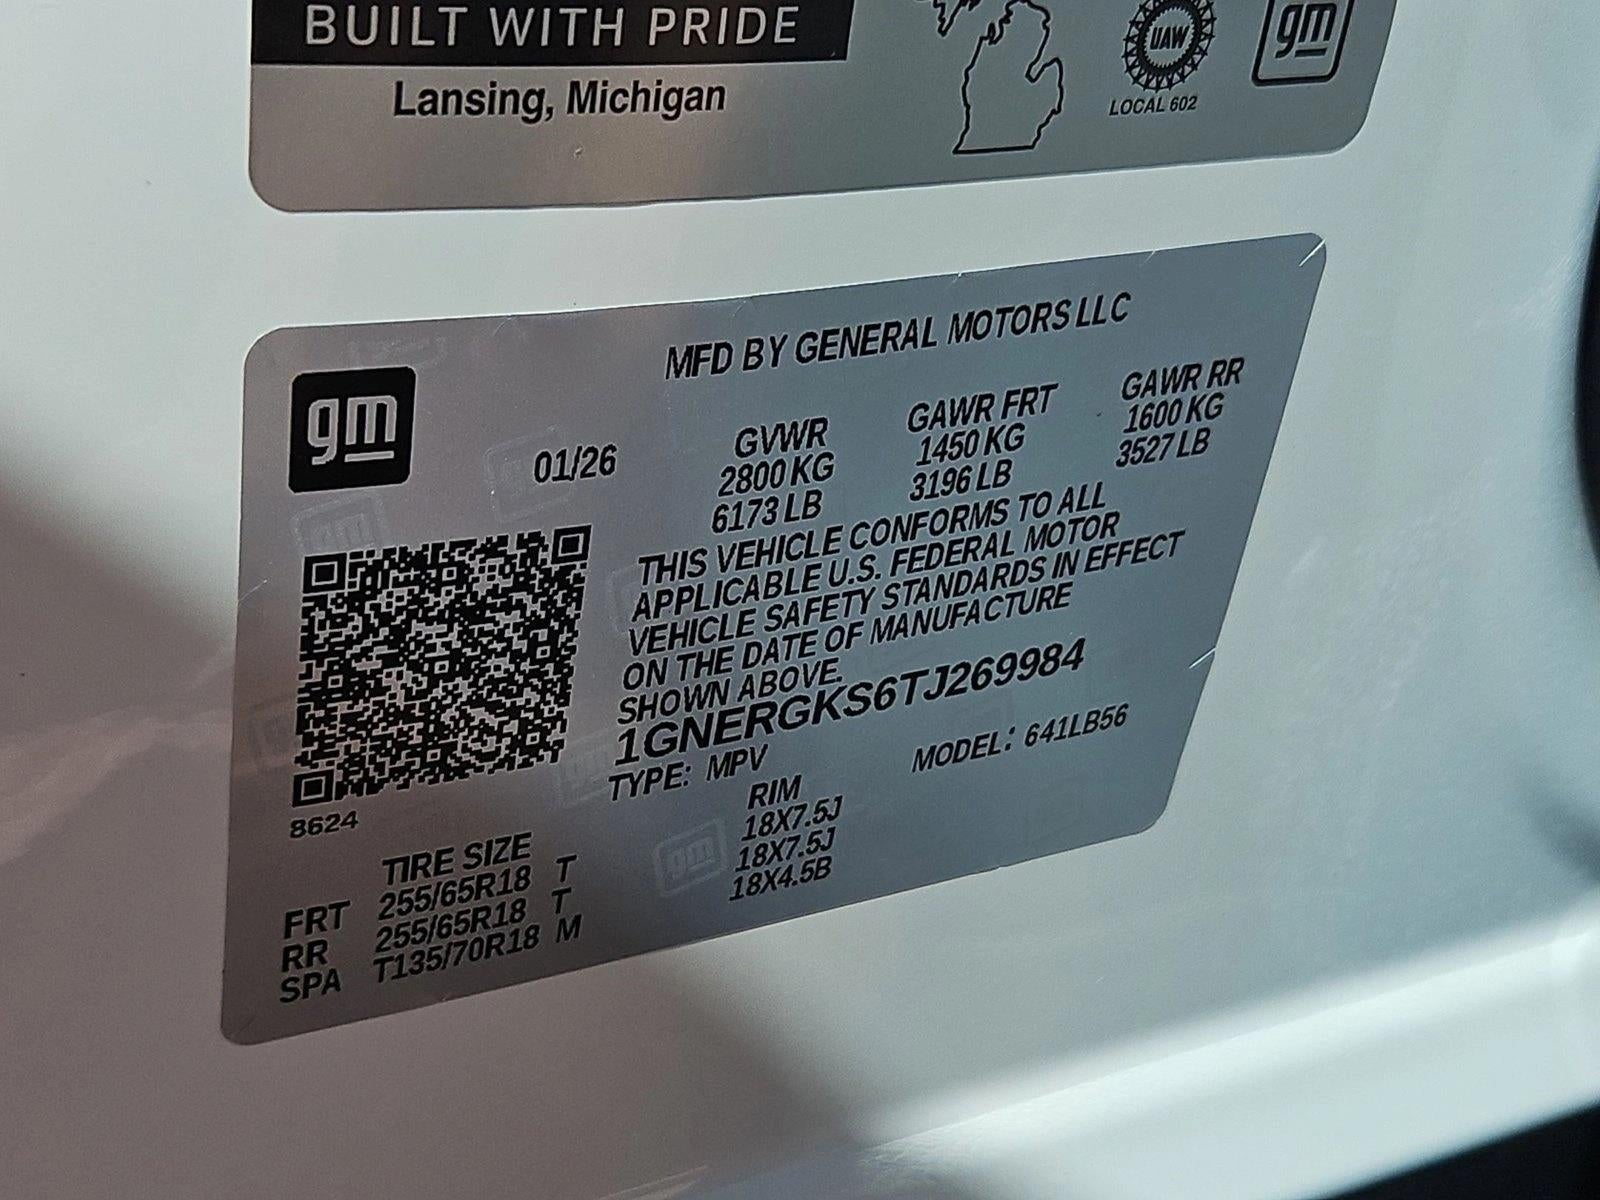 BUILT WITH PRIDE
Lansing, Michigan
UAW
LOCAL 602
gm
MFD BY GENERAL MOTORS LLC
gm
01/26
GVWR
2800 KG
6173 LB
GAWR FRT
1450 KG
3196 LB
GAWR RR
1600 KG
3527 LB
THIS VEHICLE CONFORMS TO ALL
APPLICABLE U.S. FEDERAL MOTOR
VEHICLE SAFETY STANDARDS IN EFFECT
ON THE DATE OF MANUFACTURE
SHOWN ABOVE.
1GNERGKS6TJ269984
TYPE: MPV
MODEL: 641LB56
8624
TIRE SIZE RIM
FRT 255/65R18 T 18X7.5J
RR 255/65R18 T 18X7.5J
SPA T135/70R18 M 18X4.5B